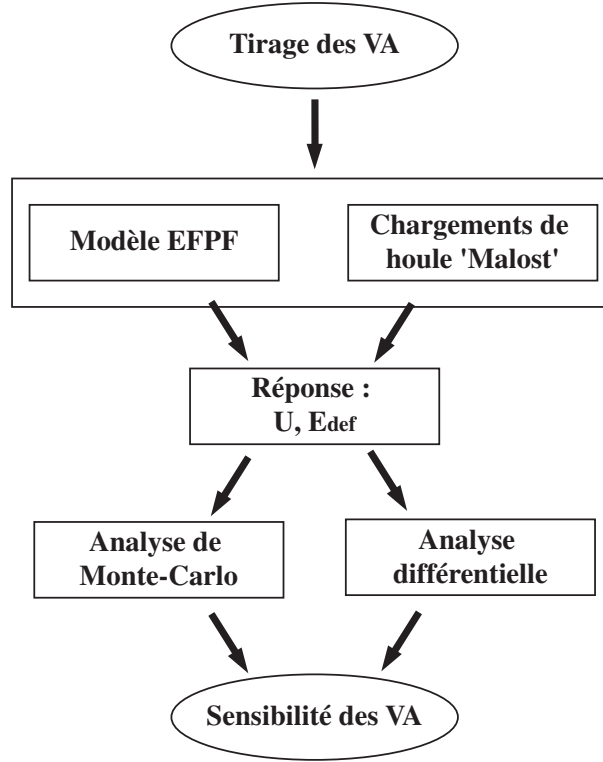 Tirage des VA
Modèle EFPF
Chargements de
houle 'Malost'
Réponse :
U, Edef
Analyse de
Monte-Carlo
Analyse
différentielle
Sensibilité des VA